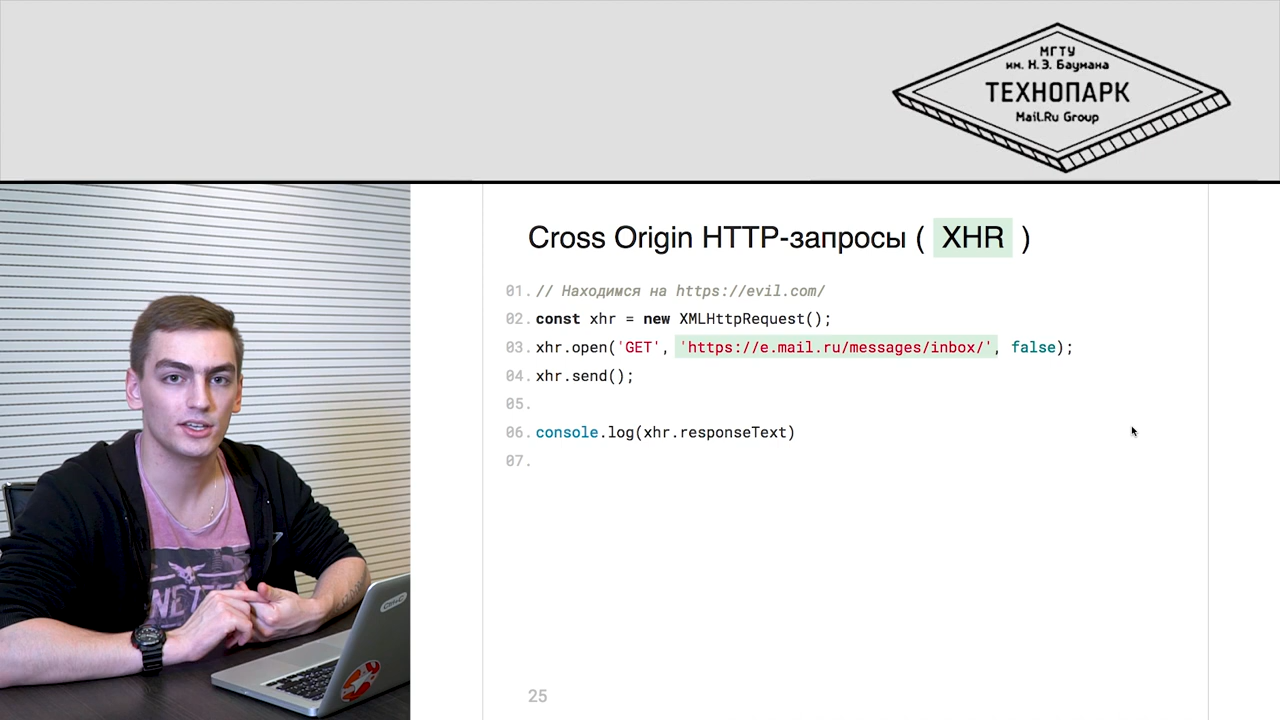 МГТУ
им. Н.Э. Баумана
ТЕХНОПАРК
Mail.Ru Group
Cross Origin HTTP-запросы ( XHR )
01. // Находимся на https://evil.com/
02. const xhr = new XMLHttpRequest();
03. xhr.open('GET', 'https://e.mail.ru/messages/inbox/', false);
04. xhr.send();
05.
06. console.log(xhr.responseText)
07.
25